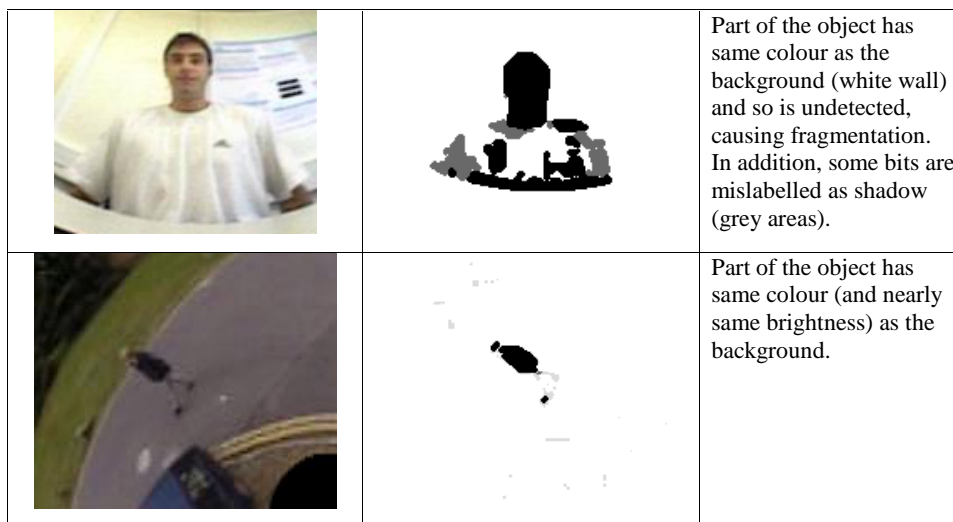 Part of the object has
same colour as the
background (white wall)
and so is undetected,
causing fragmentation.
In addition, some bits are
mislabelled as shadow
(grey areas).
Part of the object has
same colour (and nearly
same brightness) as the
background.